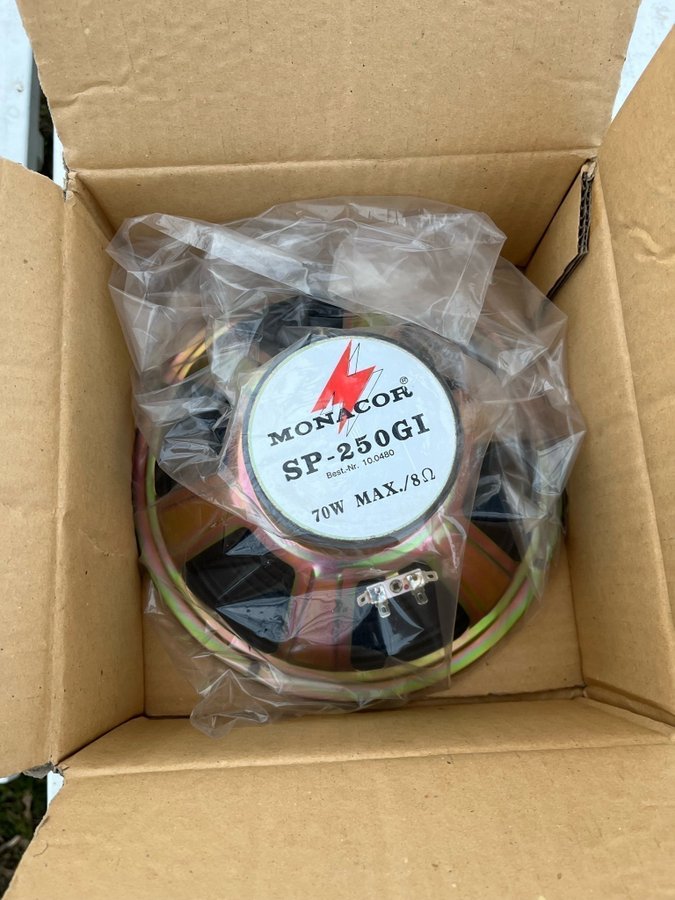 MONACOR®
SP-250GI
Best.-Nr. 10.0480
70W MAX./8Ω